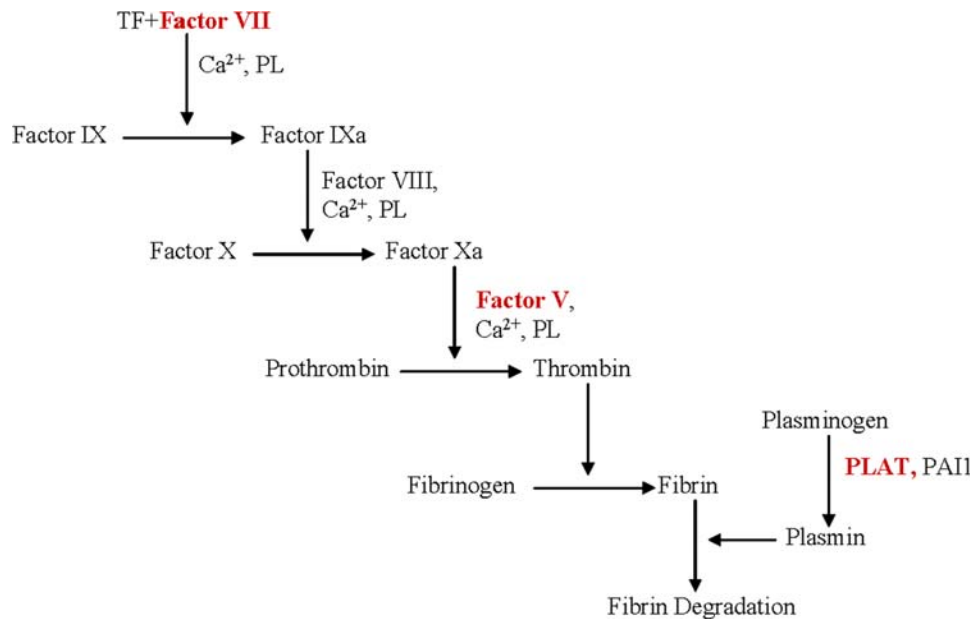 TF+Factor VII
Ca²⁺, PL
Factor IX
Factor IXa
Factor VIII,
Ca²⁺, PL
Factor X
Factor Xa
Factor V,
Ca²⁺, PL
Prothrombin
Thrombin
Plasminogen
PLAT, PAI1
Fibrinogen
Fibrin
Plasmin
Fibrin Degradation